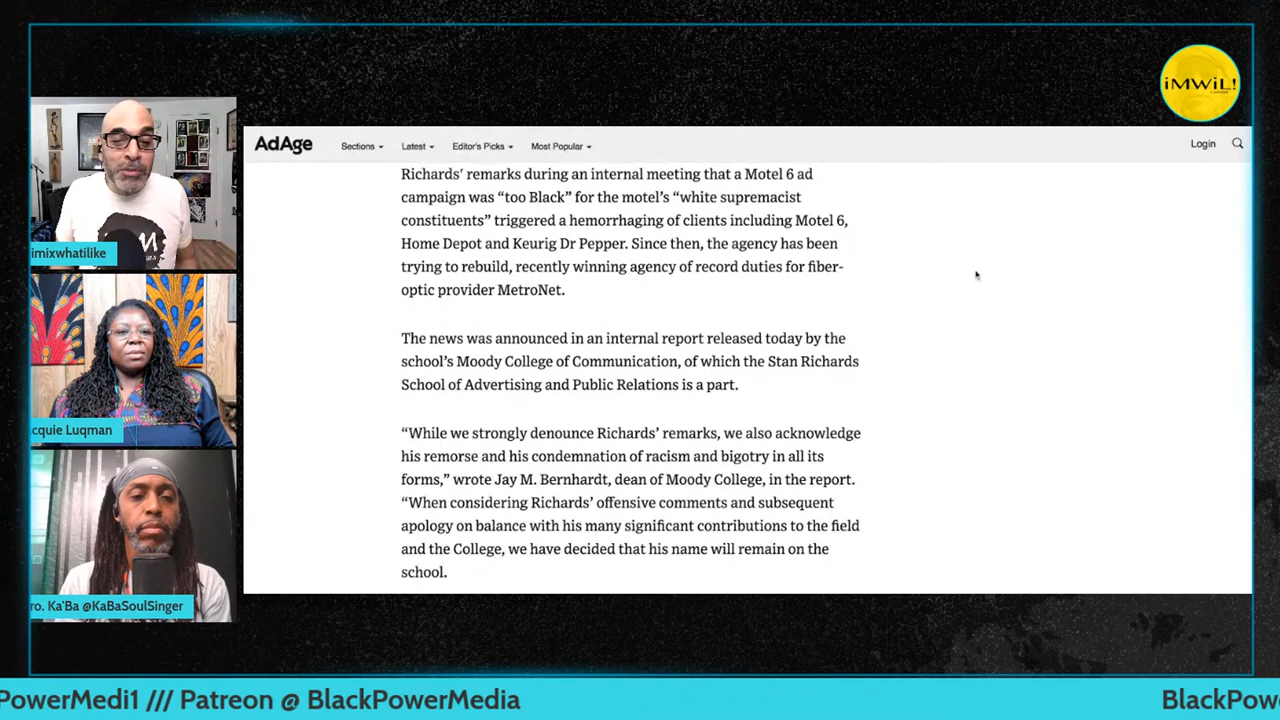 iMWiL!
AdAge
Sections
Latest
Editor's Picks
Most Popular
Login
Richards' remarks during an internal meeting that a Motel 6 ad
campaign was “too Black” for the motel’s “white supremacist
constituents” triggered a hemorrhaging of clients including Motel 6,
Home Depot and Keurig Dr Pepper. Since then, the agency has been
trying to rebuild, recently winning agency of record duties for fiber-
optic provider MetroNet.
The news was announced in an internal report released today by the
school’s Moody College of Communication, of which the Stan Richards
School of Advertising and Public Relations is a part.
“While we strongly denounce Richards’ remarks, we also acknowledge
his remorse and his condemnation of racism and bigotry in all its
forms,” wrote Jay M. Bernhardt, dean of Moody College, in the report.
“When considering Richards’ offensive comments and subsequent
apology on balance with his many significant contributions to the field
and the College, we have decided that his name will remain on the
school.
imixwhatilike
cquie Luqman
ro. Ka'Ba @KaBaSoulSinger
PowerMedi1 /// Patreon @ BlackPowerMedia
BlackPow